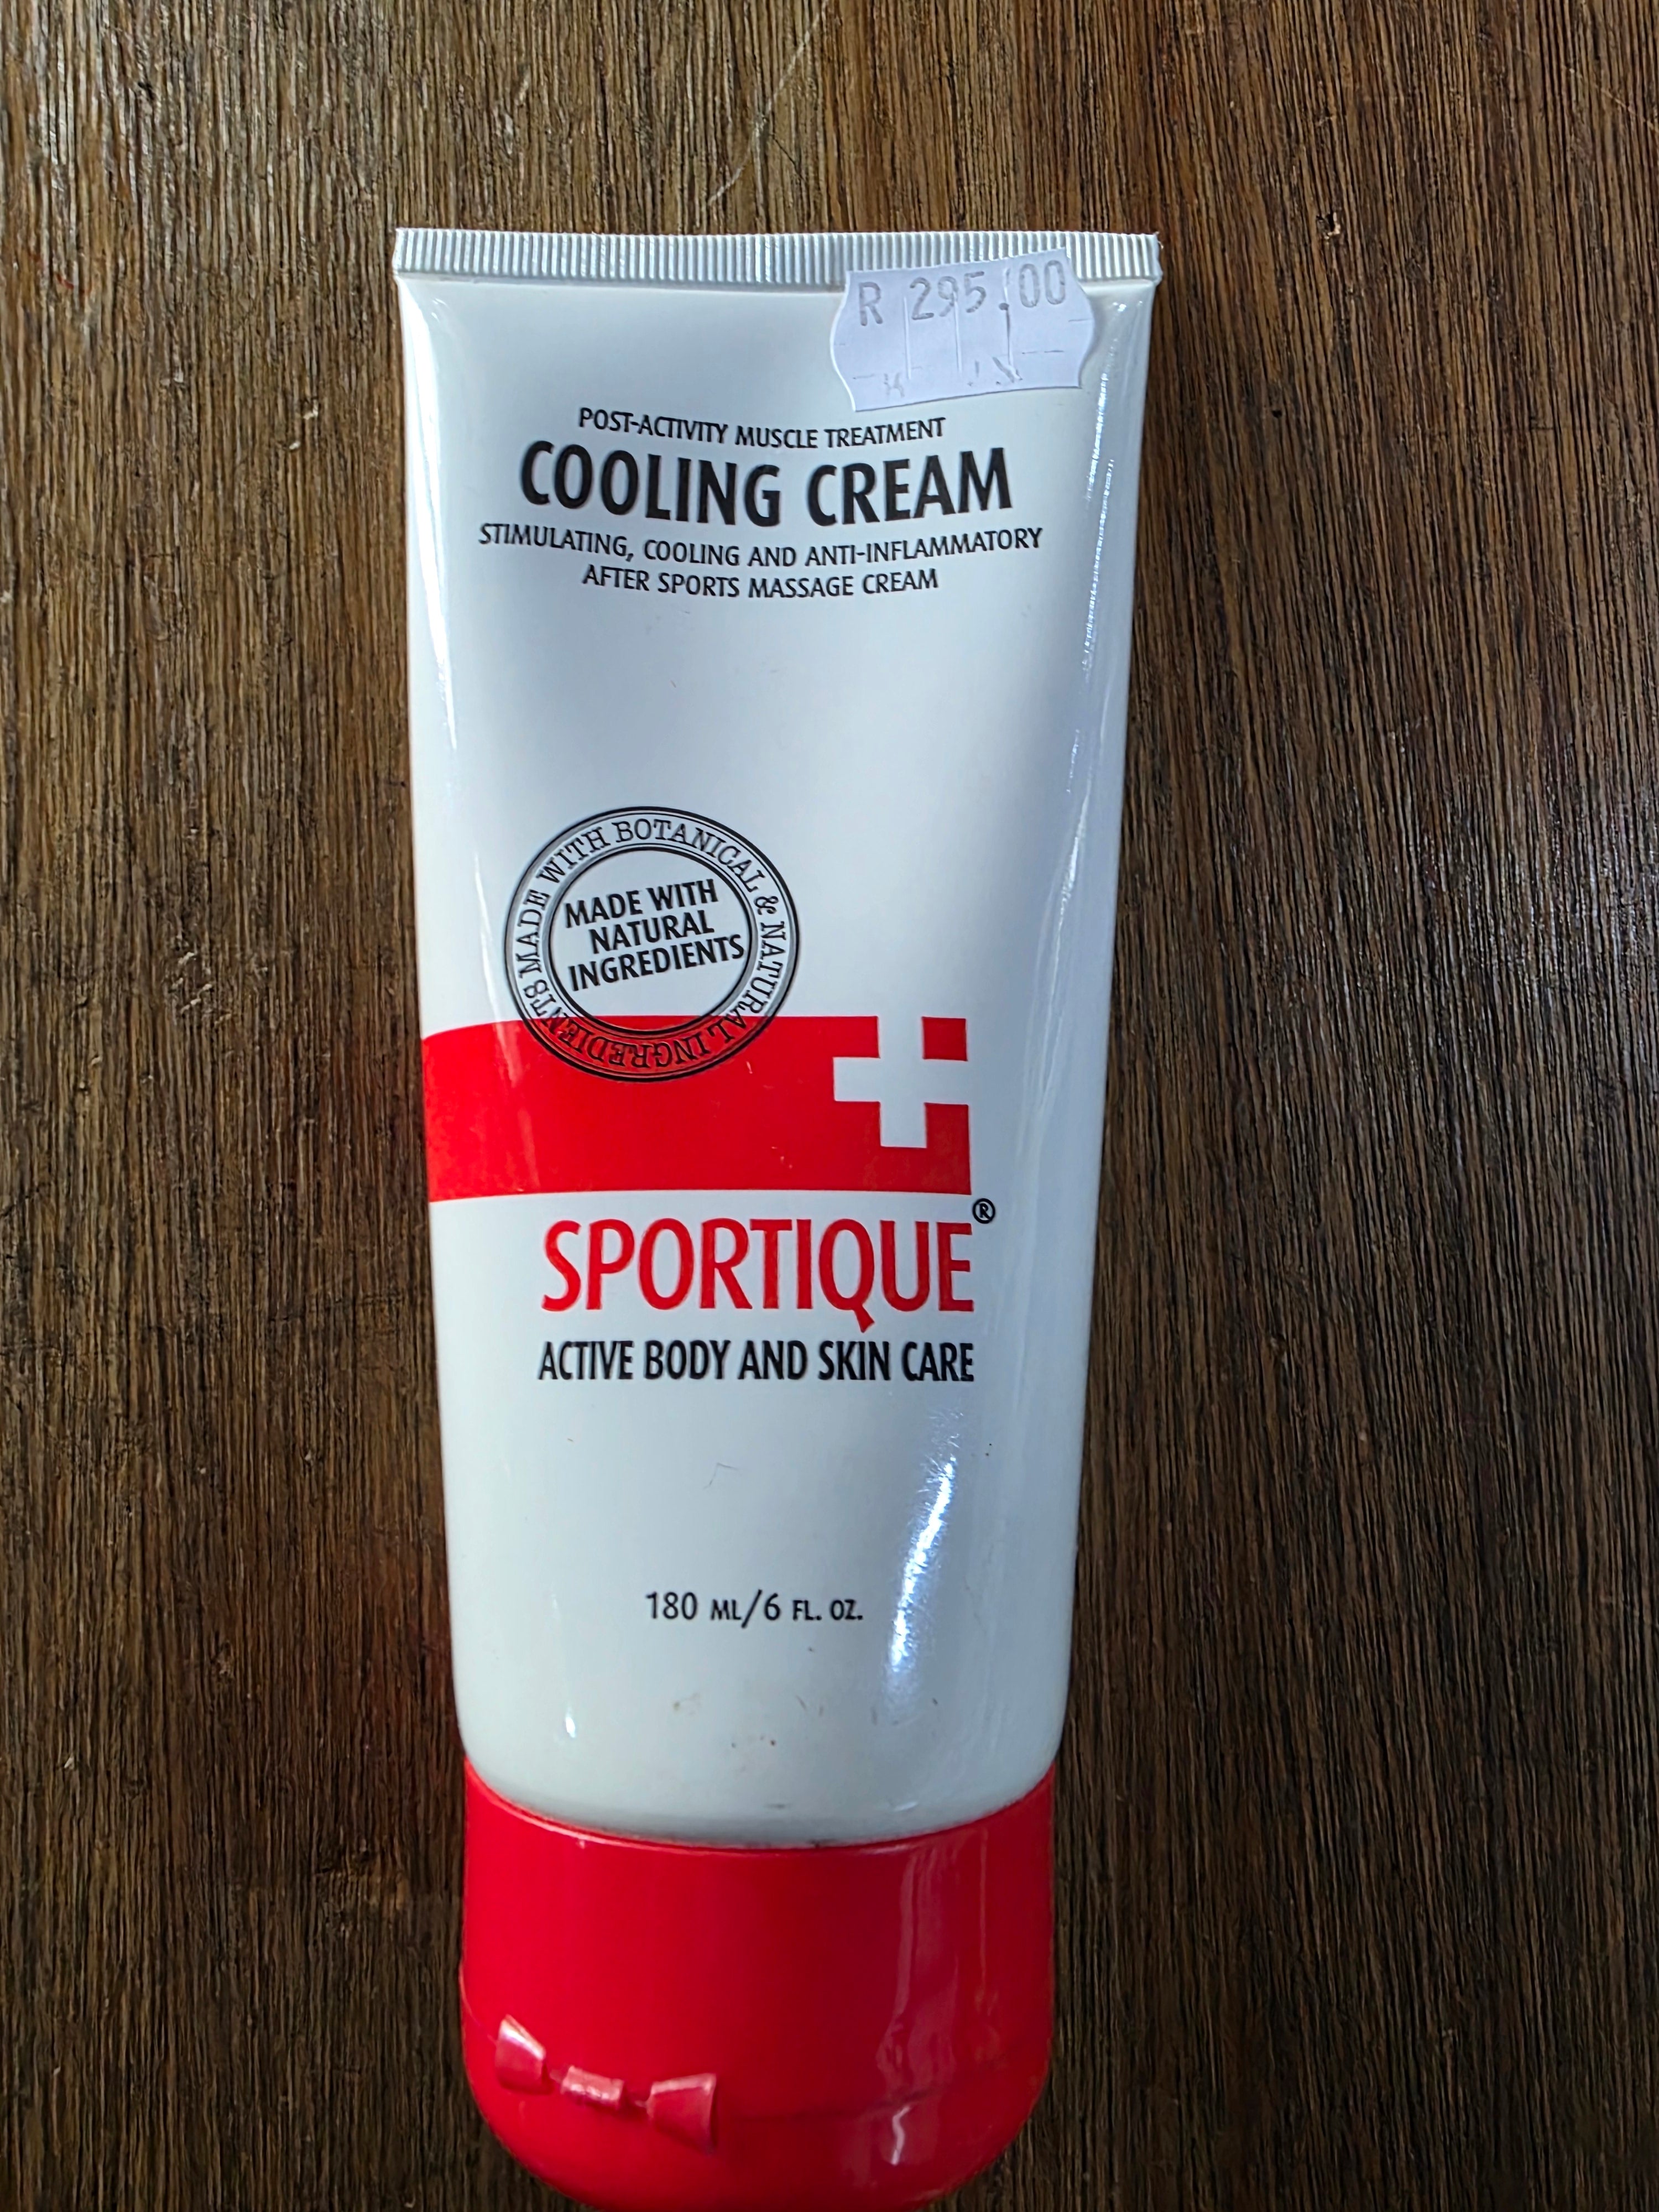 R 295.00
POST-ACTIVITY MUSCLE TREATMENT
COOLING CREAM
STIMULATING, COOLING AND ANTI-INFLAMMATORY
AFTER SPORTS MASSAGE CREAM
MADE WITH BOTANICAL & NATURAL INGREDIENTS
MADE WITH
NATURAL
INGREDIENTS
SPORTIQUE®
ACTIVE BODY AND SKIN CARE
180 ML/6 FL. OZ.